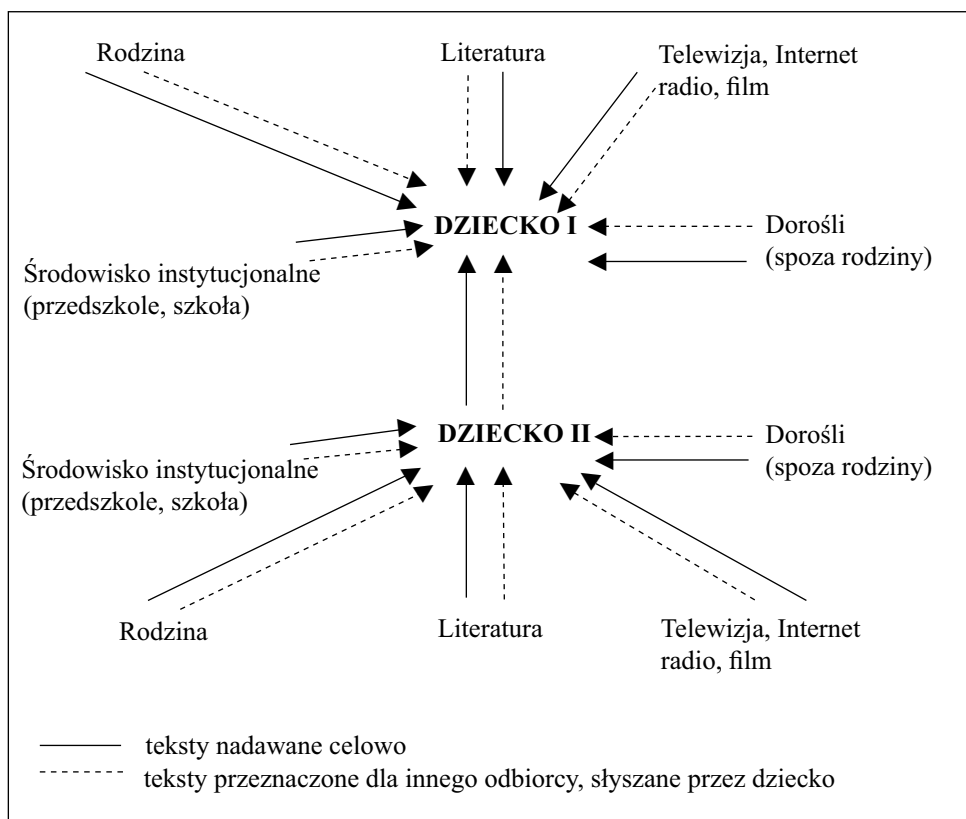 Rodzina
Literatura
Telewizja, Internet
radio, film
DZIECKO I
Dorośli
(spoza rodziny)
Środowisko instytucjonalne
(przedszkole, szkoła)
DZIECKO II
Dorośli
(spoza rodziny)
Środowisko instytucjonalne
(przedszkole, szkoła)
Rodzina
Literatura
Telewizja, Internet
radio, film
teksty nadawane celowo
teksty przeznaczone dla innego odbiorcy, słyszane przez dziecko